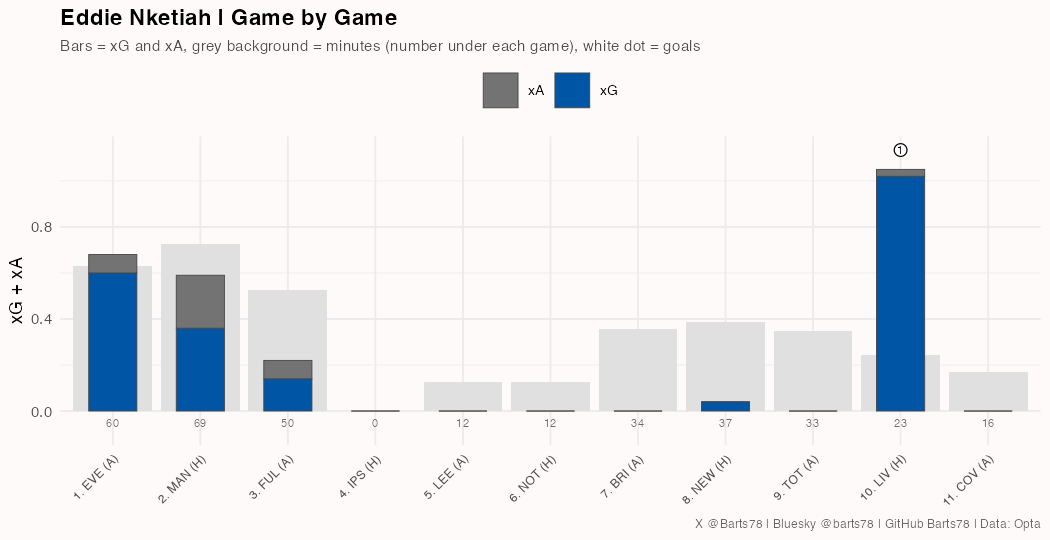 Eddie Nketiah | Game by Game
Bars = xG and xA, grey background = minutes (number under each game), white dot = goals
xA xG
xG + xA
0.8
0.4
0.0
1
60 69 50 0 12 12 34 37 33 23 16
1. EVE (A) 2. MAN (H) 3. FUL (A) 4. IPS (H) 5. LEE (A) 6. NOT (H) 7. BRI (A) 8. NEW (H) 9. TOT (A) 10. LIV (H) 11. COV (A)
X @Barts78 | Bluesky @barts78 | GitHub Barts78 | Data: Opta